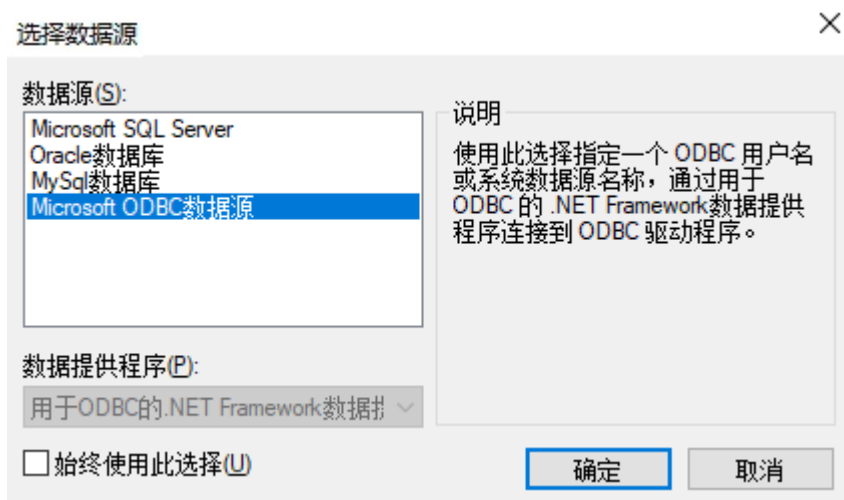 选择数据源
数据源(S):
Microsoft SQL Server
Oracle数据库
MySql数据库
Microsoft ODBC数据源
说明
使用此选择指定一个 ODBC 用户名
或系统数据源名称，通过用于
ODBC 的 .NET Framework数据提供
程序连接到 ODBC 驱动程序。
数据提供程序(P):
用于ODBC的.NET Framework数据
始终使用此选择(U)
确定
取消